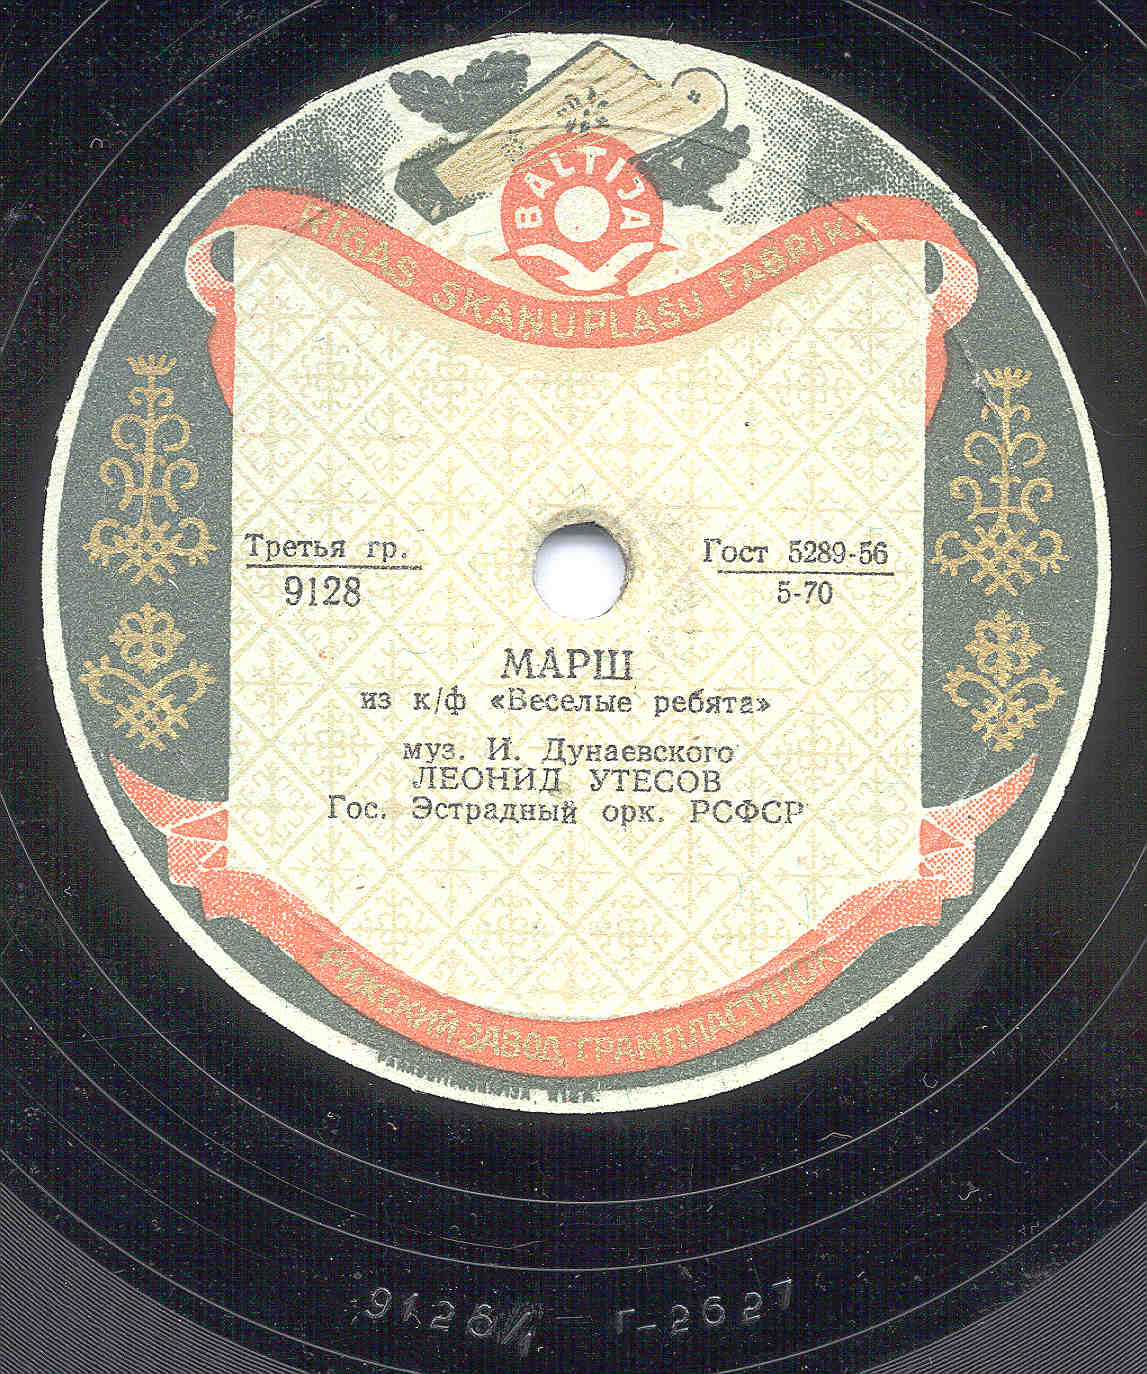 BALTIJA
RĪGAS SKAŅUPLAŠU FABRIKA
Третья гр.
9128
Гост 5289-56
5-70
МАРШ
из к/ф «Веселые ребята»
муз. И. Дунаевского
ЛЕОНИД УТЕСОВ
Гос. Эстрадный орк. РСФСР
РИЖСКИЙ ЗАВОД ГРАМПЛАСТИНОК
Г-2627